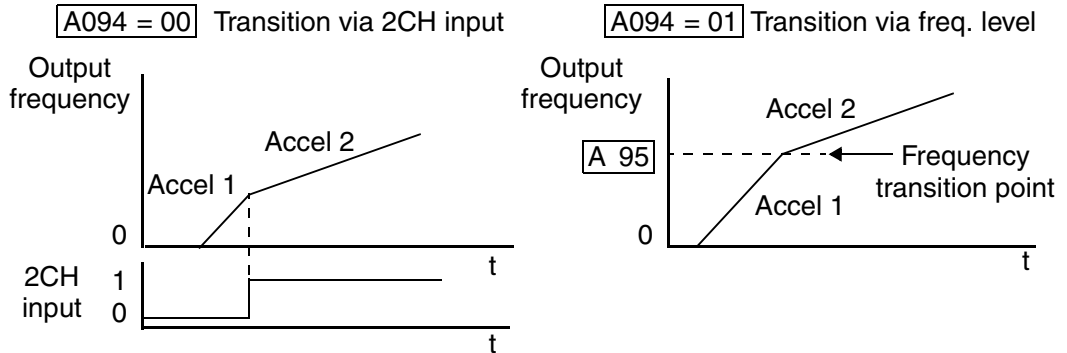 A094 = 00 Transition via 2CH input
Output
frequency
Accel 2
Accel 1
0
t
2CH
input
1
0
t
A094 = 01 Transition via freq. level
Output
frequency
Accel 2
A 95
Frequency
transition point
Accel 1
0
t